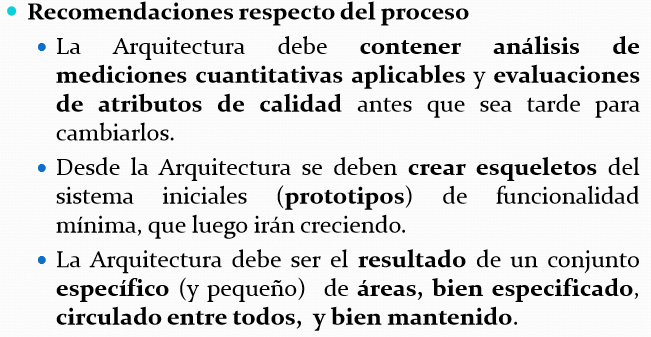 Recomendaciones respecto del proceso
La Arquitectura debe contener análisis de
mediciones cuantitativas aplicables y evaluaciones
de atributos de calidad antes que sea tarde para
cambiarlos.
Desde la Arquitectura se deben crear esqueletos del
sistema iniciales (prototipos) de funcionalidad
mínima, que luego irán creciendo.
La Arquitectura debe ser el resultado de un conjunto
específico (y pequeño) de áreas, bien especificado,
circulado entre todos, y bien mantenido.